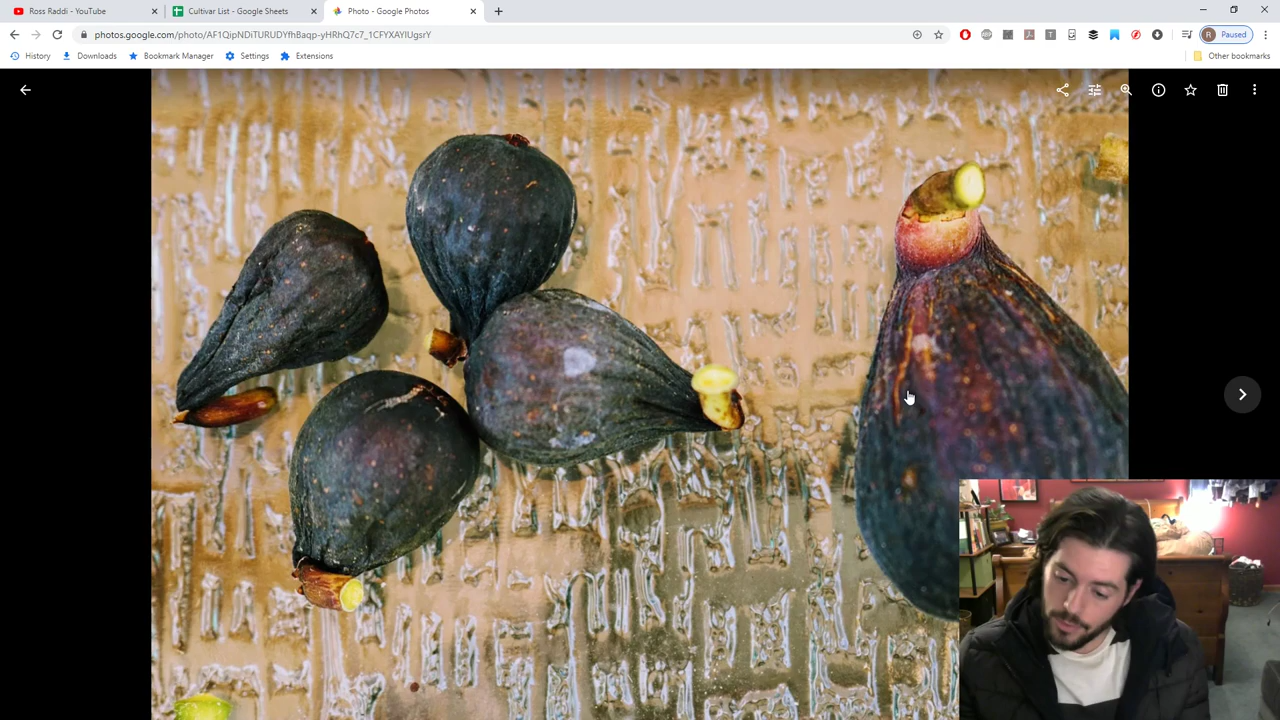 Ross Raddi - YouTube
Cultivar List - Google Sheets
Photo - Google Photos
photos.google.com/photo/AF1QipNDiTURUDYfhBaqp-yHRhQ7c7_1CFYXAYIUgsrY
R Paused
History
Downloads
Bookmark Manager
Settings
Extensions
Other bookmarks